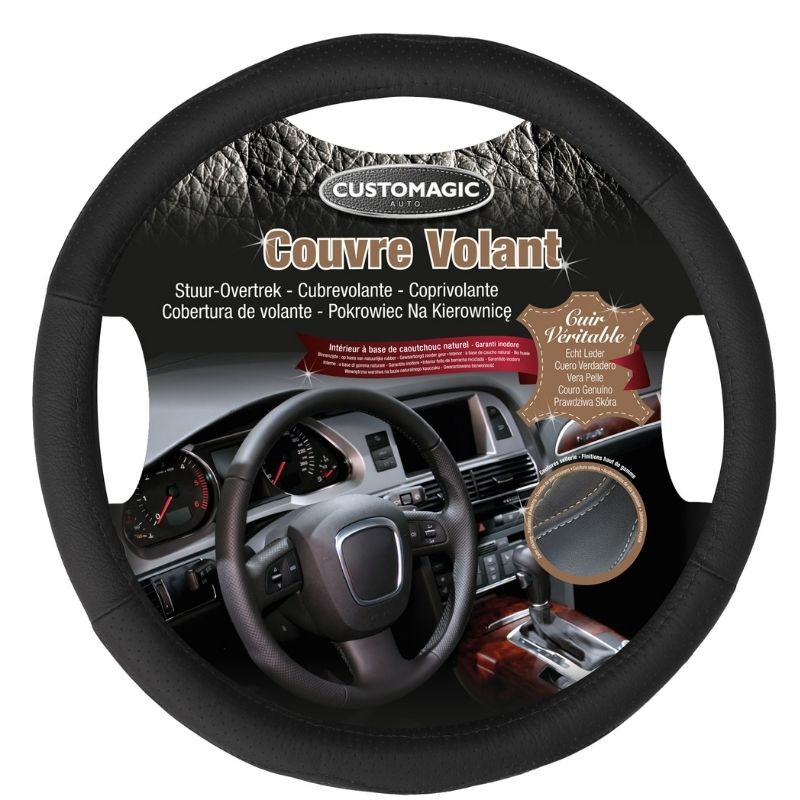 CUSTOMAGIC
AUTO
Couvre Volant
Stuur-Overtrek - Cubrevolante - Coprivolante
Cobertura de volante - Pokrowiec Na Kierownicę
Intérieur à base de caoutchouc naturel - Garanti inodore
Cuir
Véritable
Echt Leder
Cuero Verdadero
Vera Pelle
Couro Genuíno
Prawdziwa Skóra
Coutures sellerie - Finitions haut de gamme